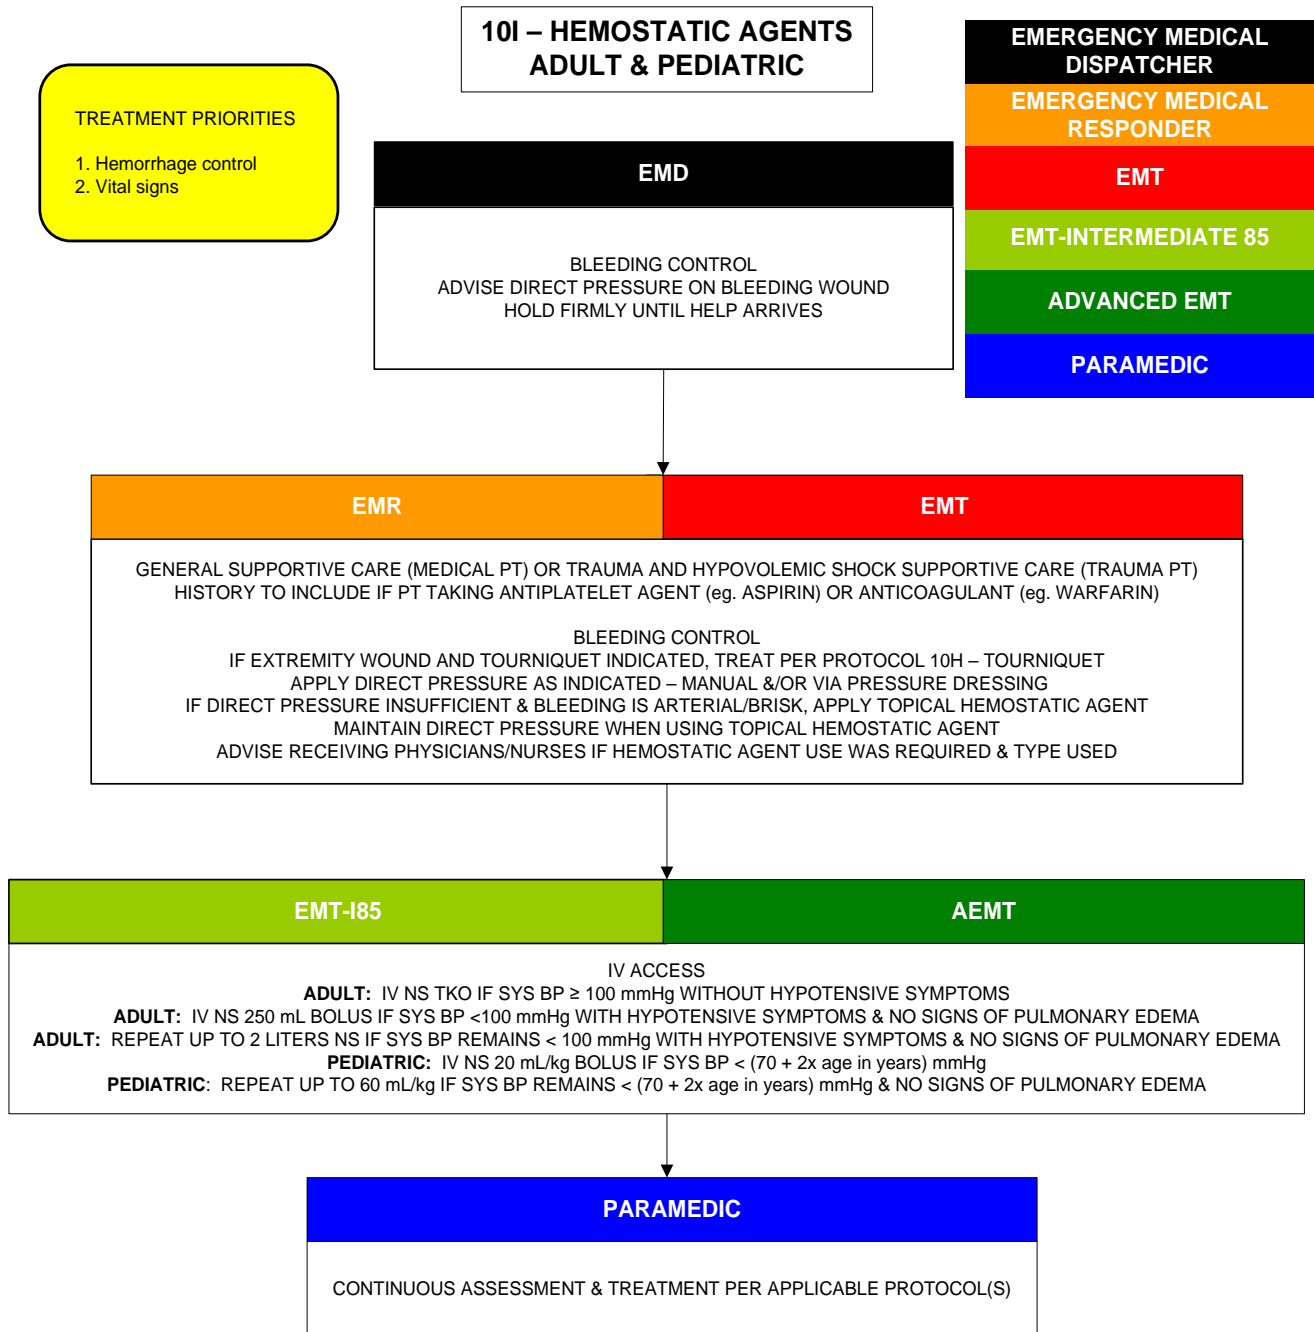 10I – HEMOSTATIC AGENTS
ADULT & PEDIATRIC
EMERGENCY MEDICAL
DISPATCHER
EMERGENCY MEDICAL
RESPONDER
EMT
EMT-INTERMEDIATE 85
ADVANCED EMT
PARAMEDIC
TREATMENT PRIORITIES
1. Hemorrhage control
2. Vital signs
EMD
BLEEDING CONTROL
ADVISE DIRECT PRESSURE ON BLEEDING WOUND
HOLD FIRMLY UNTIL HELP ARRIVES
EMR
EMT
GENERAL SUPPORTIVE CARE (MEDICAL PT) OR TRAUMA AND HYPOVOLEMIC SHOCK SUPPORTIVE CARE (TRAUMA PT)
HISTORY TO INCLUDE IF PT TAKING ANTIPLATELET AGENT (eg. ASPIRIN) OR ANTICOAGULANT (eg. WARFARIN)
BLEEDING CONTROL
IF EXTREMITY WOUND AND TOURNIQUET INDICATED, TREAT PER PROTOCOL 10H – TOURNIQUET
APPLY DIRECT PRESSURE AS INDICATED – MANUAL &/OR VIA PRESSURE DRESSING
IF DIRECT PRESSURE INSUFFICIENT & BLEEDING IS ARTERIAL/BRISK, APPLY TOPICAL HEMOSTATIC AGENT
MAINTAIN DIRECT PRESSURE WHEN USING TOPICAL HEMOSTATIC AGENT
ADVISE RECEIVING PHYSICIANS/NURSES IF HEMOSTATIC AGENT USE WAS REQUIRED & TYPE USED
EMT-I85
AEMT
IV ACCESS
ADULT: IV NS TKO IF SYS BP ≥ 100 mmHg WITHOUT HYPOTENSIVE SYMPTOMS
ADULT: IV NS 250 mL BOLUS IF SYS BP <100 mmHg WITH HYPOTENSIVE SYMPTOMS & NO SIGNS OF PULMONARY EDEMA
ADULT: REPEAT UP TO 2 LITERS NS IF SYS BP REMAINS < 100 mmHg WITH HYPOTENSIVE SYMPTOMS & NO SIGNS OF PULMONARY EDEMA
PEDIATRIC: IV NS 20 mL/kg BOLUS IF SYS BP < (70 + 2x age in years) mmHg
PEDIATRIC: REPEAT UP TO 60 mL/kg IF SYS BP REMAINS < (70 + 2x age in years) mmHg & NO SIGNS OF PULMONARY EDEMA
PARAMEDIC
CONTINUOUS ASSESSMENT & TREATMENT PER APPLICABLE PROTOCOL(S)